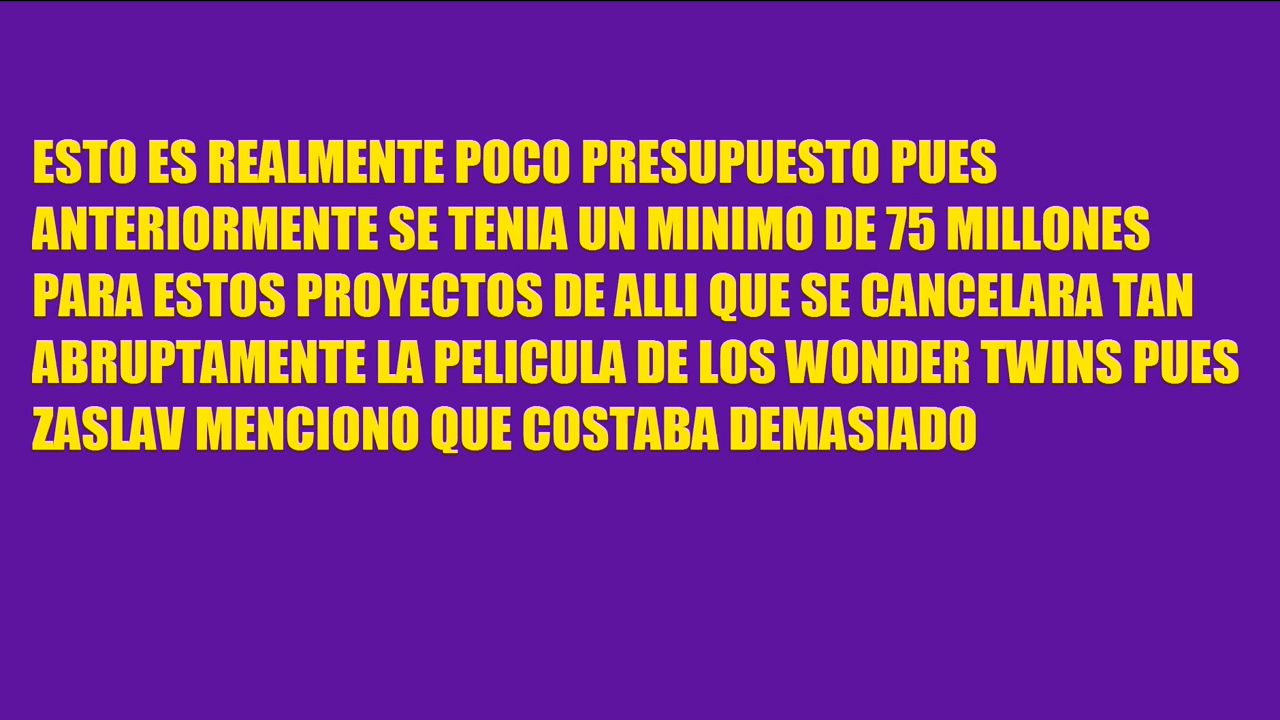 ESTO ES REALMENTE POCO PRESUPUESTO PUES
ANTERIORMENTE SE TENIA UN MINIMO DE 75 MILLONES
PARA ESTOS PROYECTOS DE ALLI QUE SE CANCELARA TAN
ABRUPTAMENTE LA PELICULA DE LOS WONDER TWINS PUES
ZASLAV MENCIONO QUE COSTABA DEMASIADO